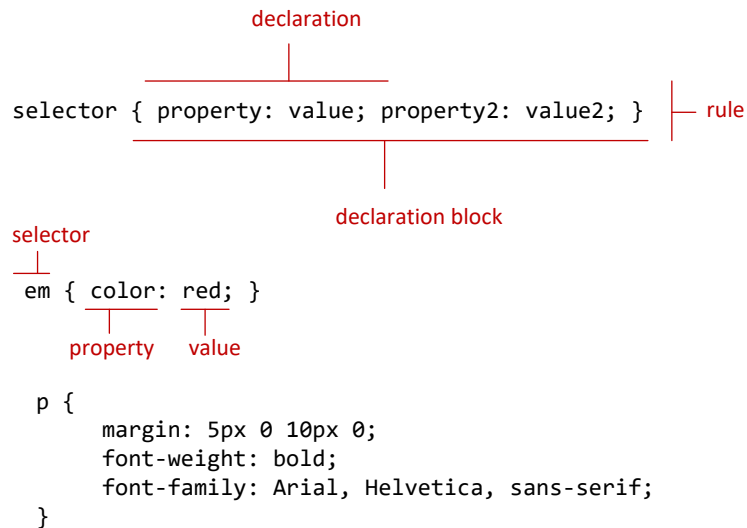 declaration
selector { property: value; property2: value2; }
rule
declaration block
selector
em { color: red; }
property value
p {
margin: 5px 0 10px 0;
font-weight: bold;
font-family: Arial, Helvetica, sans-serif;
}